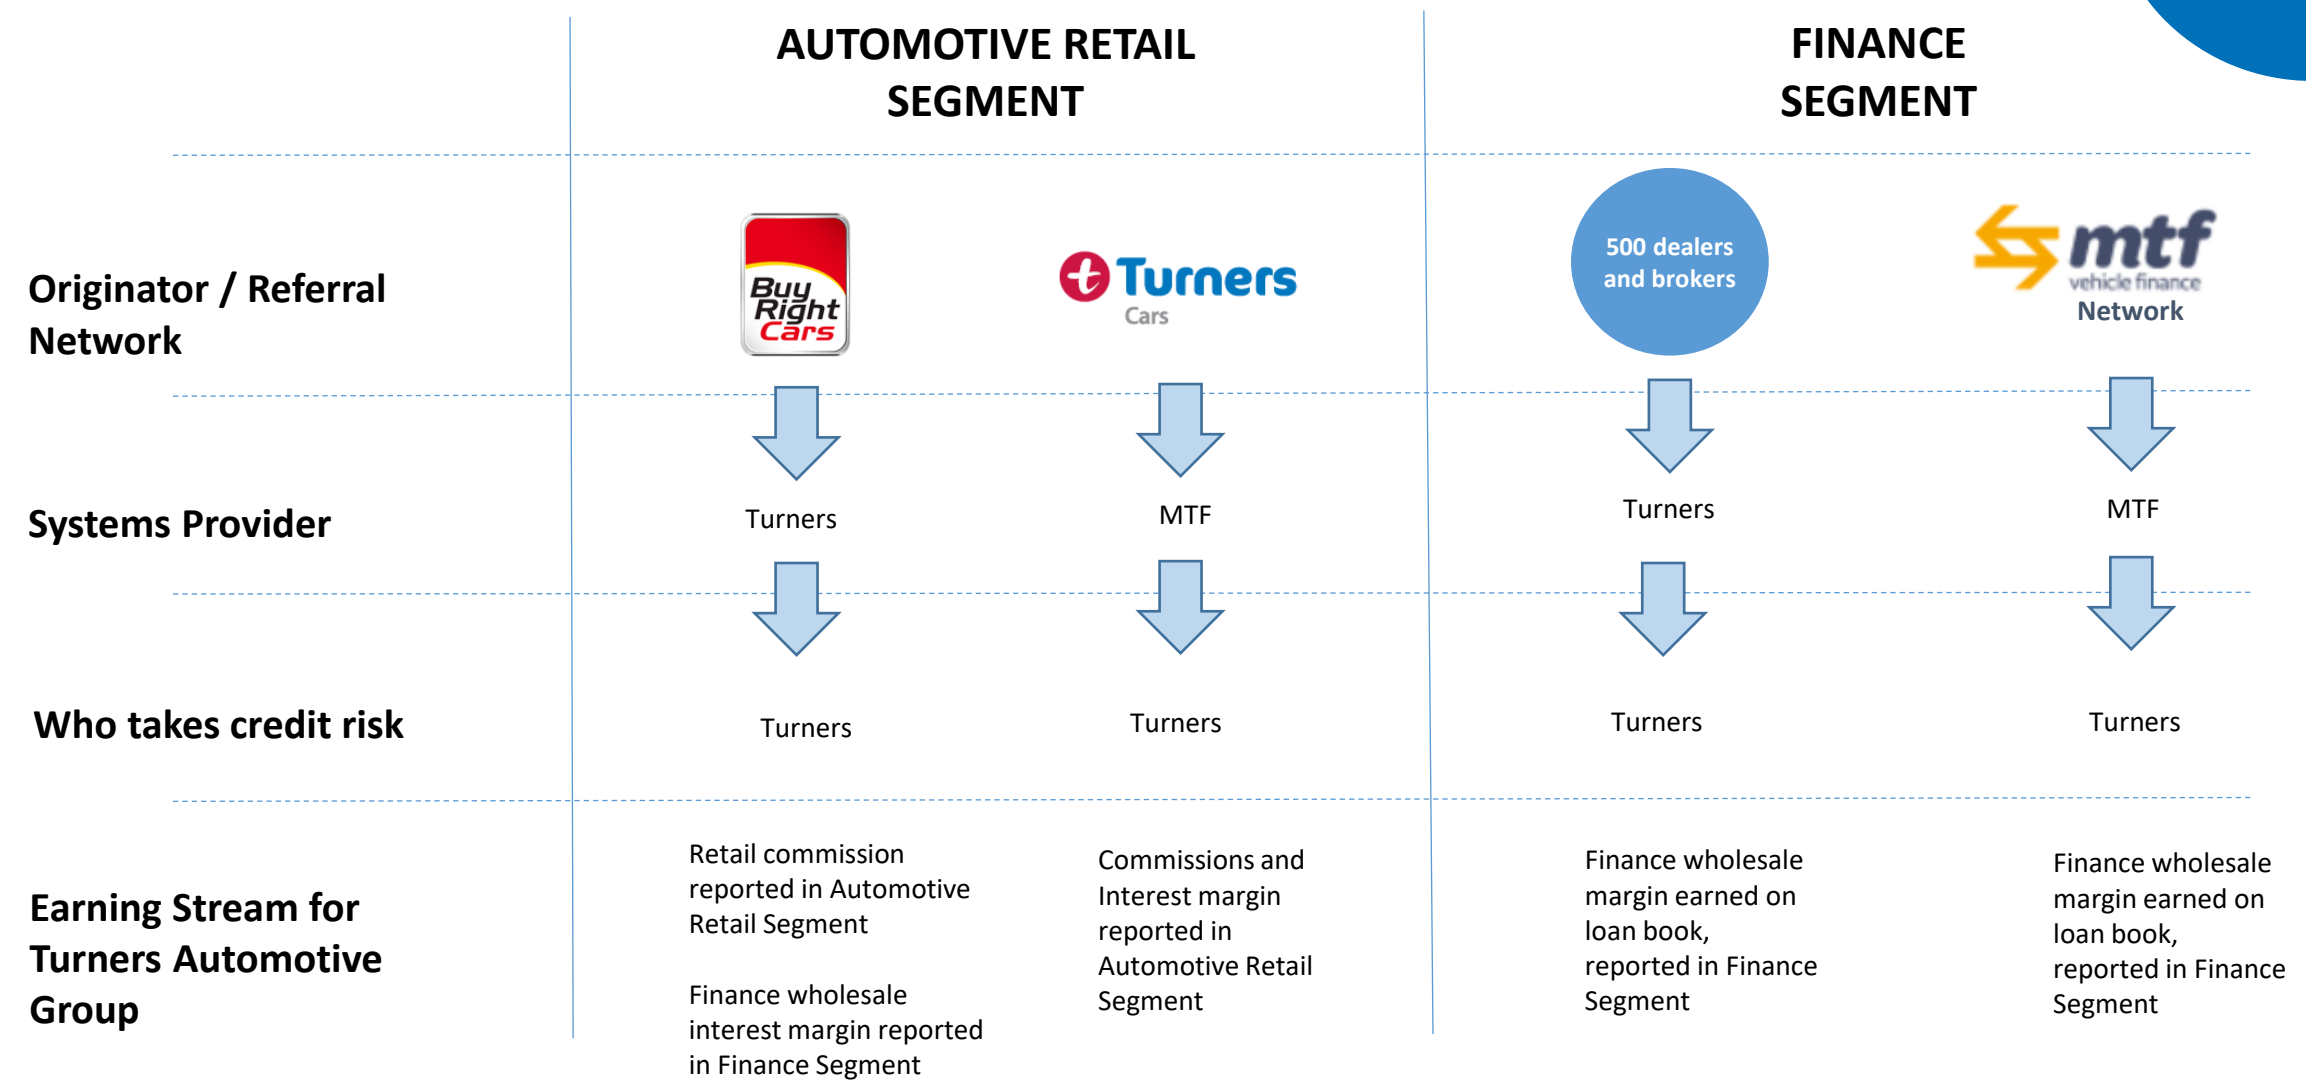 AUTOMOTIVE RETAIL
SEGMENT
FINANCE
SEGMENT
Originator / Referral
Network
Buy
Right
Cars
t Turners
Cars
500 dealers
and brokers
mtf
vehicle finance
Network
Systems Provider
Turners
MTF
Turners
MTF
Who takes credit risk
Turners
Turners
Turners
Turners
Earning Stream for
Turners Automotive
Group
Retail commission
reported in Automotive
Retail Segment
Finance wholesale
interest margin reported
in Finance Segment
Commissions and
Interest margin
reported in
Automotive Retail
Segment
Finance wholesale
margin earned on
loan book,
reported in Finance
Segment
Finance wholesale
margin earned on
loan book,
reported in Finance
Segment